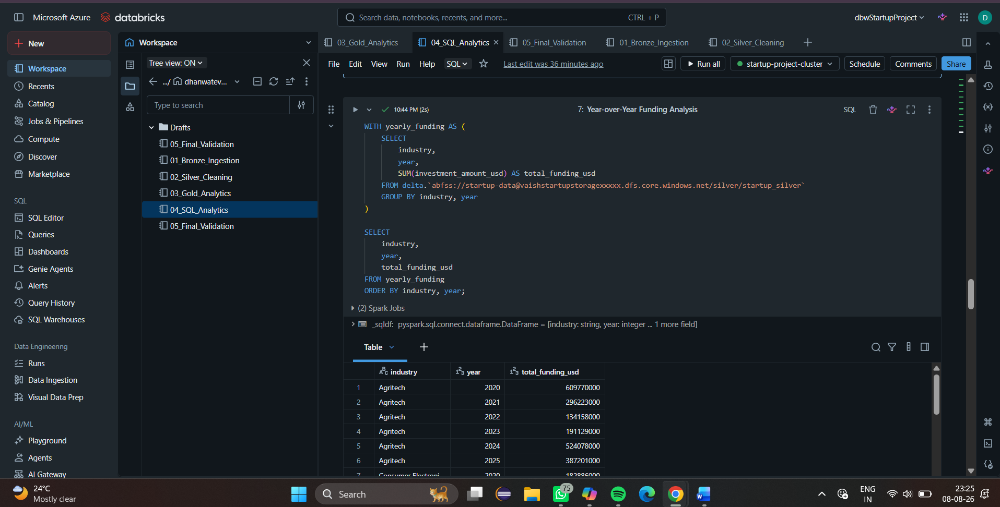 Microsoft Azure
databricks
Search data, notebooks, recents, and more...
CTRL + P
dbwStartupProject
D
New
Workspace
Recents
Catalog
Jobs & Pipelines
Compute
Discover
Marketplace
SQL
SQL Editor
Queries
Dashboards
Genie Agents
Alerts
Query History
SQL Warehouses
Data Engineering
Runs
Data Ingestion
Visual Data Prep
AI/ML
Playground
Agents
AI Gateway
Workspace
Tree view: ON
.../ dhanwatev...
Type to search
Drafts
05_Final_Validation
01_Bronze_Ingestion
02_Silver_Cleaning
03_Gold_Analytics
04_SQL_Analytics
05_Final_Validation
03_Gold_Analytics
04_SQL_Analytics
05_Final_Validation
01_Bronze_Ingestion
02_Silver_Cleaning
File Edit View Run Help SQL
Last edit was 36 minutes ago
Run all
startup-project-cluster
Schedule
Comments
Share
10:44 PM (2s)
7: Year-over-Year Funding Analysis
SQL
WITH yearly_funding AS (
SELECT
industry,
year,
SUM(investment_amount_usd) AS total_funding_usd
FROM delta.`abfss://startup-data@vaishstartupstoragexxxxx.dfs.core.windows.net/silver/startup_silver`
GROUP BY industry, year
)
SELECT
industry,
year,
total_funding_usd
FROM yearly_funding
ORDER BY industry, year;
(2) Spark Jobs
_sqldf: pyspark.sql.connect.dataframe.DataFrame = [industry: string, year: integer ... 1 more field]
Table
industry year total_funding_usd
1 Agritech 2020 609770000
2 Agritech 2021 296223000
3 Agritech 2022 134158000
4 Agritech 2023 191129000
5 Agritech 2024 524078000
6 Agritech 2025 387201000
7 Consumer Electroni 2020 182886000
24°C
Mostly clear
Search
75
ENG
IN
23:25
08-08-26